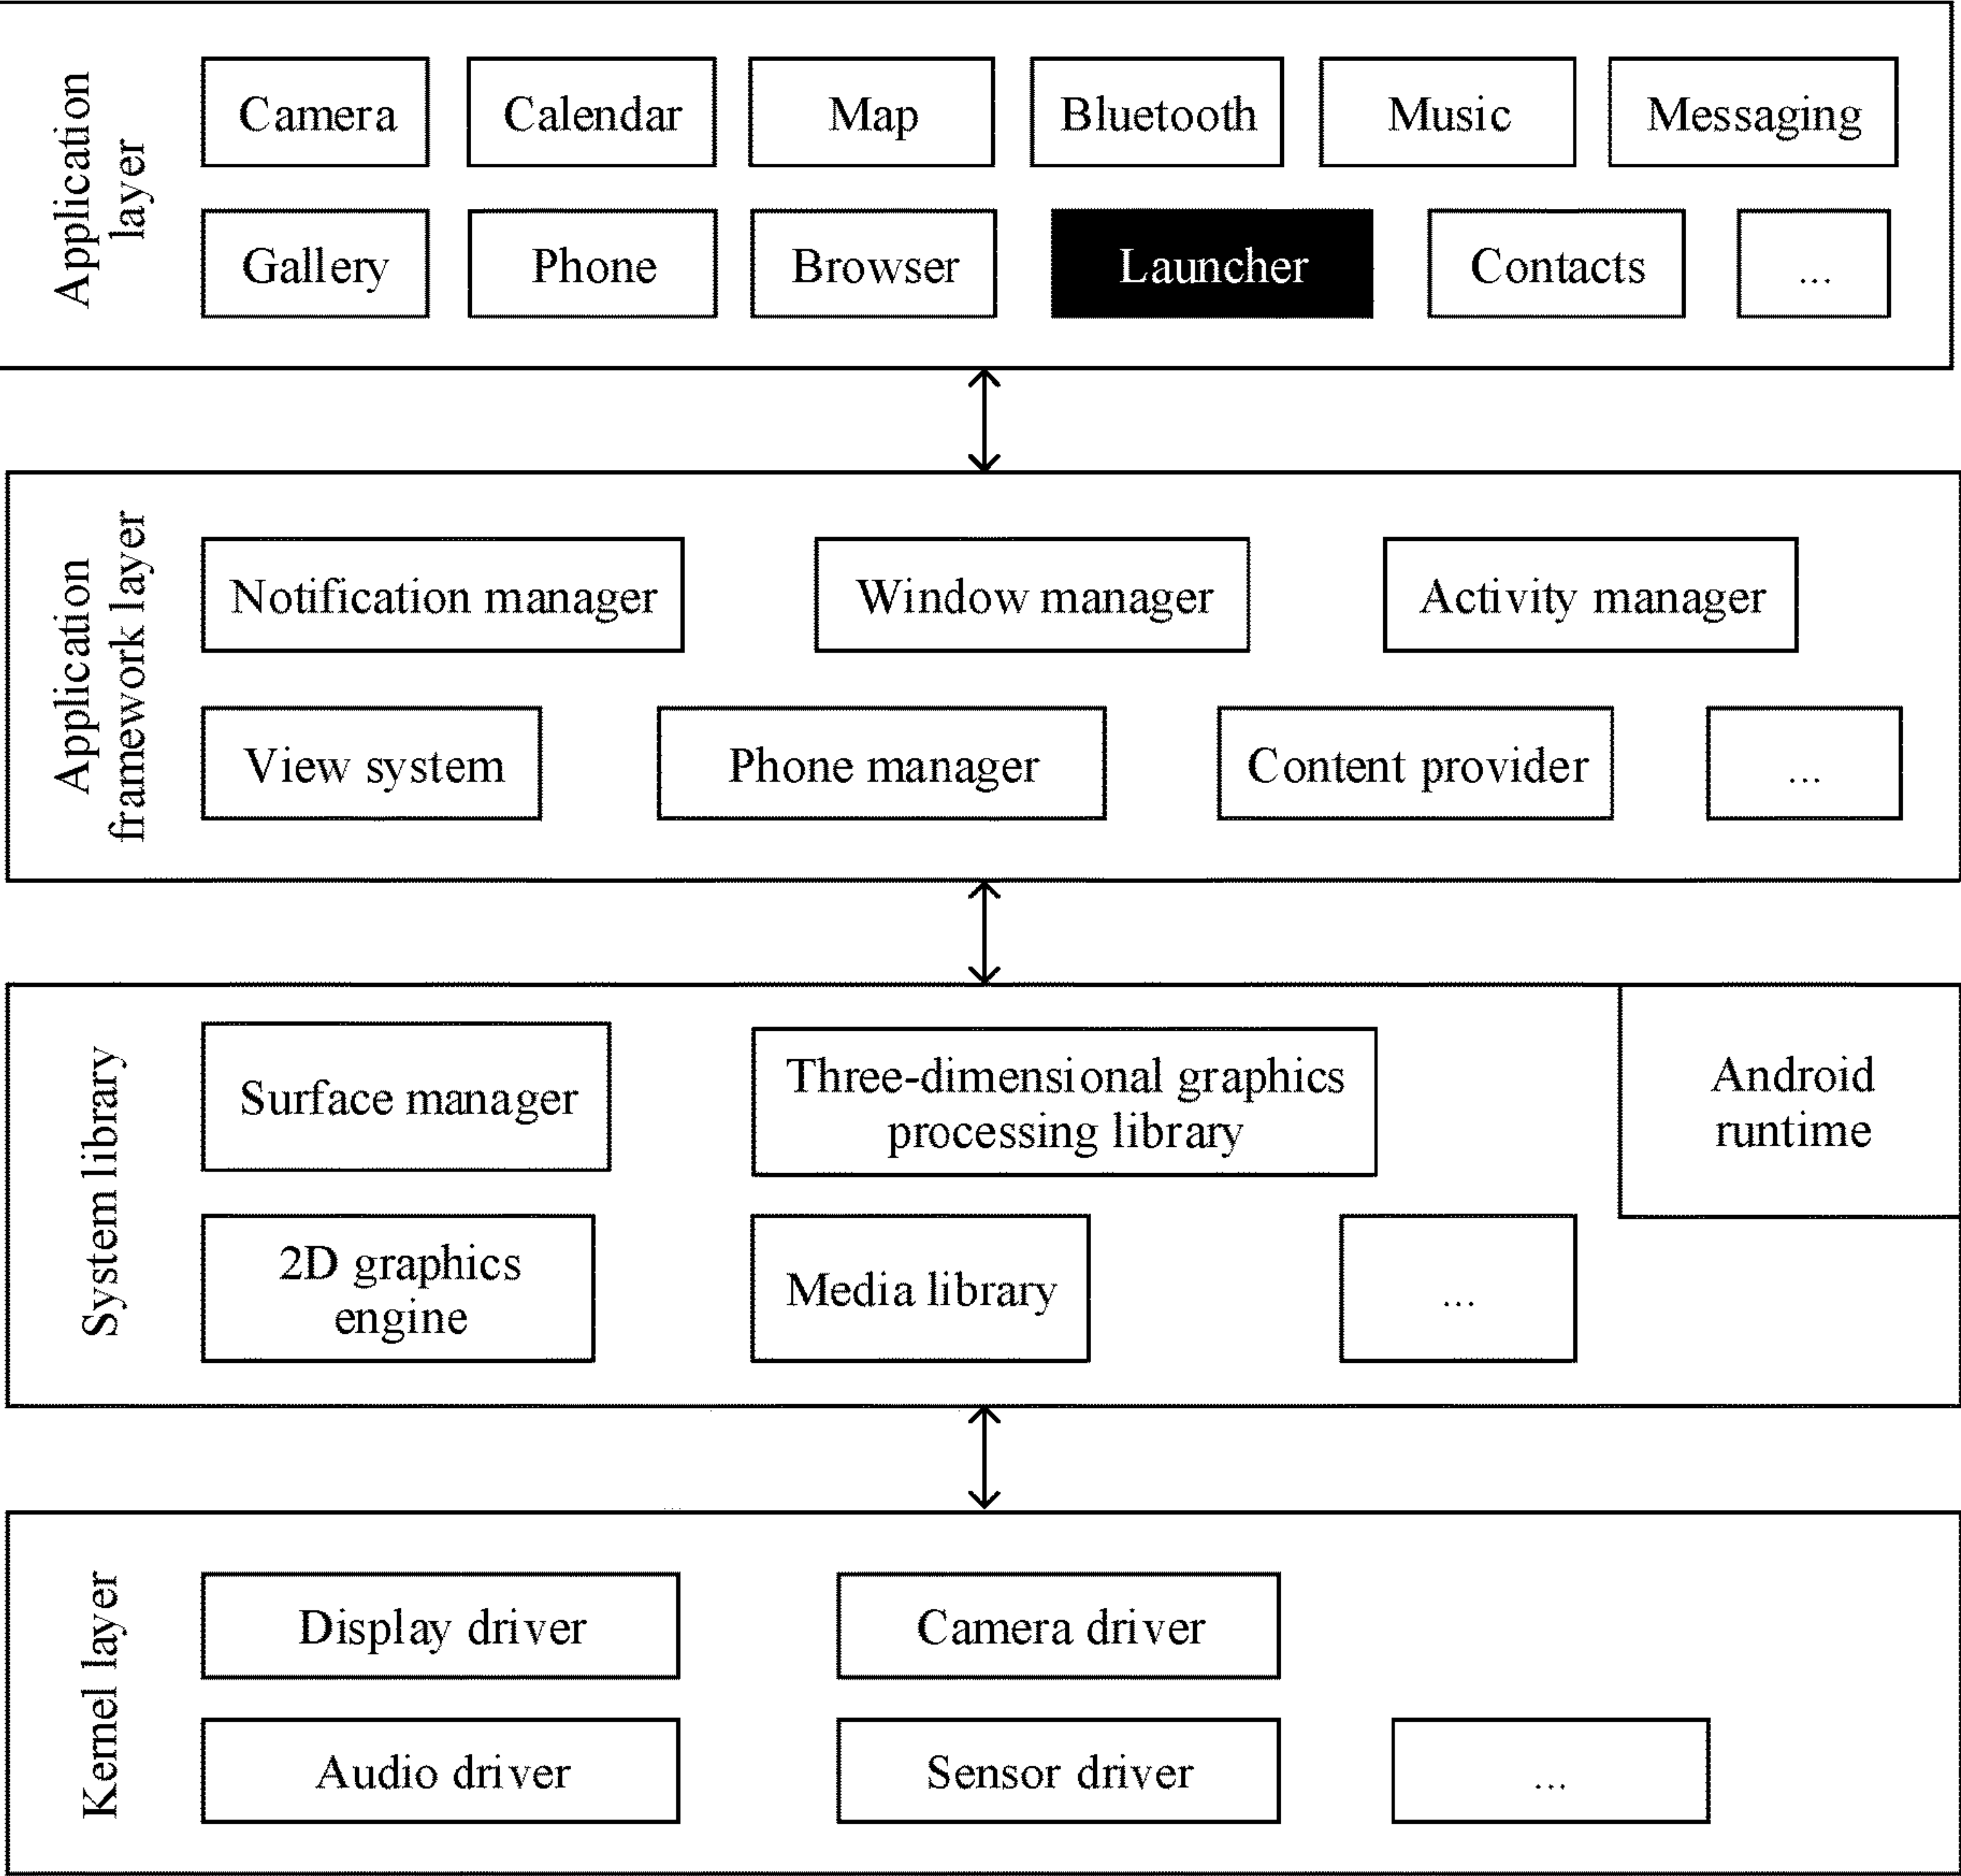 Application
layer
Camera
Calendar
Map
Bluetooth
Music
Messaging
Gallery
Phone
Browser
Launcher
Contacts
...
Application
framework layer
Notification manager
Window manager
Activity manager
View system
Phone manager
Content provider
...
System library
Surface manager
Three-dimensional graphics
processing library
Android
runtime
2D graphics
engine
Media library
...
Kernel layer
Display driver
Camera driver
Audio driver
Sensor driver
...